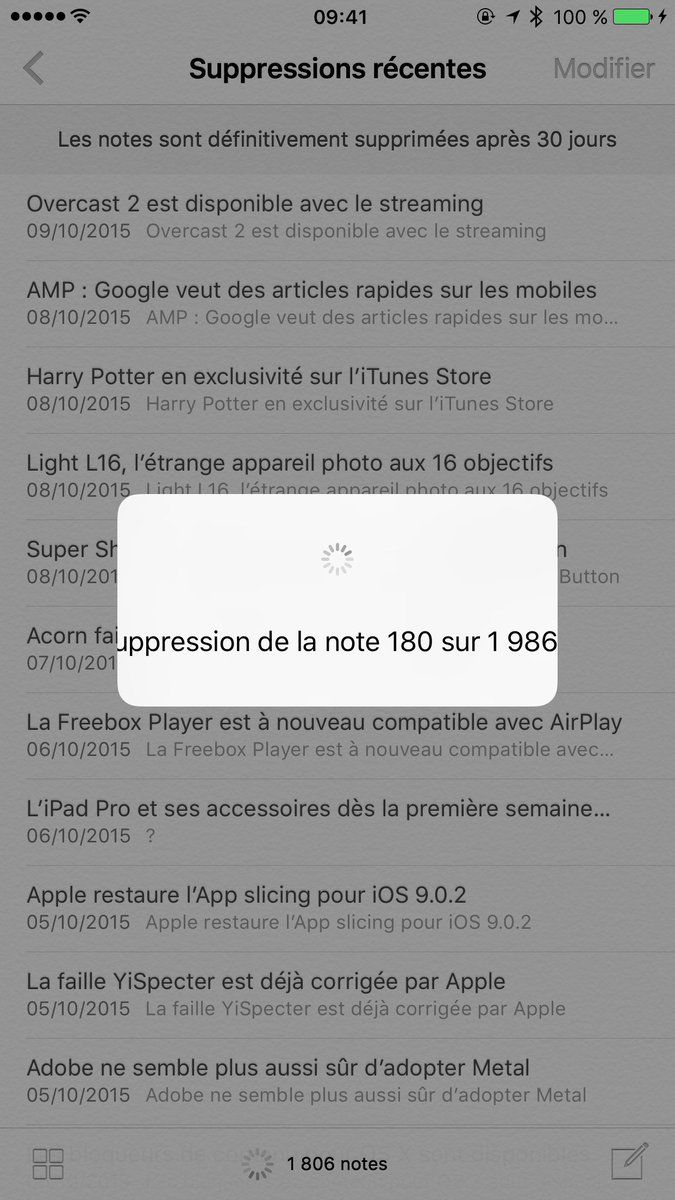 09:41 100 %
Suppressions récentes Modifier
Les notes sont définitivement supprimées après 30 jours
Overcast 2 est disponible avec le streaming
09/10/2015 Overcast 2 est disponible avec le streaming
AMP : Google veut des articles rapides sur les mobiles
08/10/2015 AMP : Google veut des articles rapides sur les mo…
Harry Potter en exclusivité sur l’iTunes Store
08/10/2015 Harry Potter en exclusivité sur l’iTunes Store
Light L16, l’étrange appareil photo aux 16 objectifs
08/10/2015 Light L16, l’étrange appareil photo aux 16 objectifs
Super Sh
08/10/201 Button
uppression de la note 180 sur 1 986
Acorn fai
07/10/201
La Freebox Player est à nouveau compatible avec AirPlay
06/10/2015 La Freebox Player est à nouveau compatible avec…
L’iPad Pro et ses accessoires dès la première semaine…
06/10/2015 ?
Apple restaure l’App slicing pour iOS 9.0.2
05/10/2015 Apple restaure l’App slicing pour iOS 9.0.2
La faille YiSpecter est déjà corrigée par Apple
05/10/2015 La faille YiSpecter est déjà corrigée par Apple
Adobe ne semble plus aussi sûr d’adopter Metal
05/10/2015 Adobe ne semble plus aussi sûr d’adopter Metal
1 806 notes